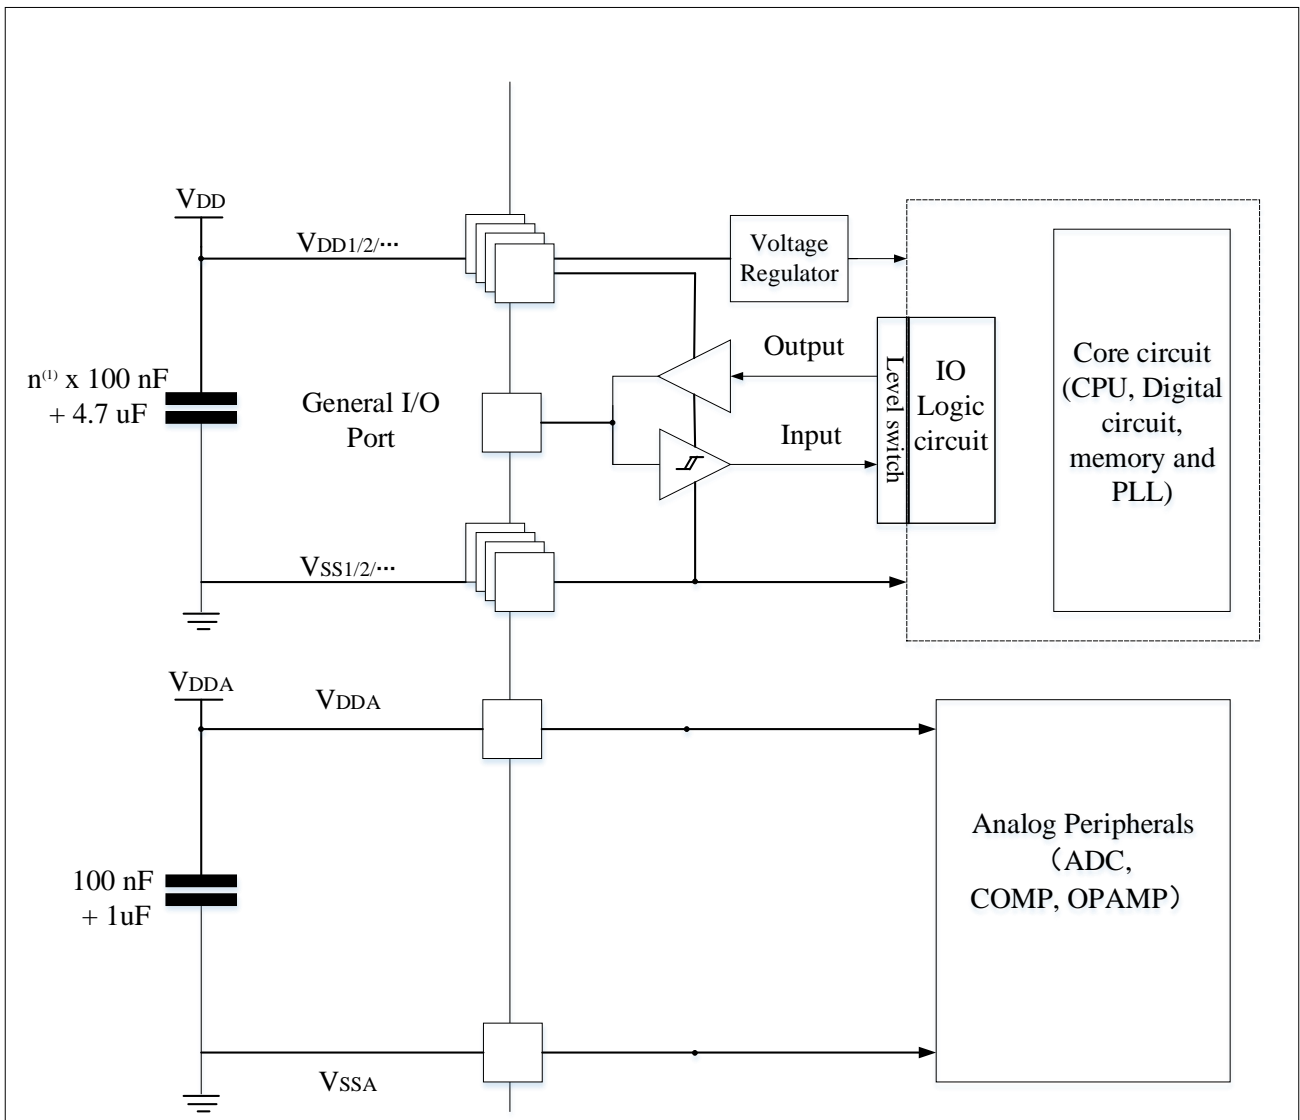 VDD
VDD1/2/···
Voltage
Regulator
n(1) x 100 nF
+ 4.7 uF
General I/O
Port
Output
Input
Level switch
IO
Logic
circuit
Core circuit
(CPU, Digital
circuit,
memory and
PLL)
VSS1/2/···
VDDA
VDDA
100 nF
+ 1uF
Analog Peripherals
（ADC,
COMP, OPAMP）
VSSA